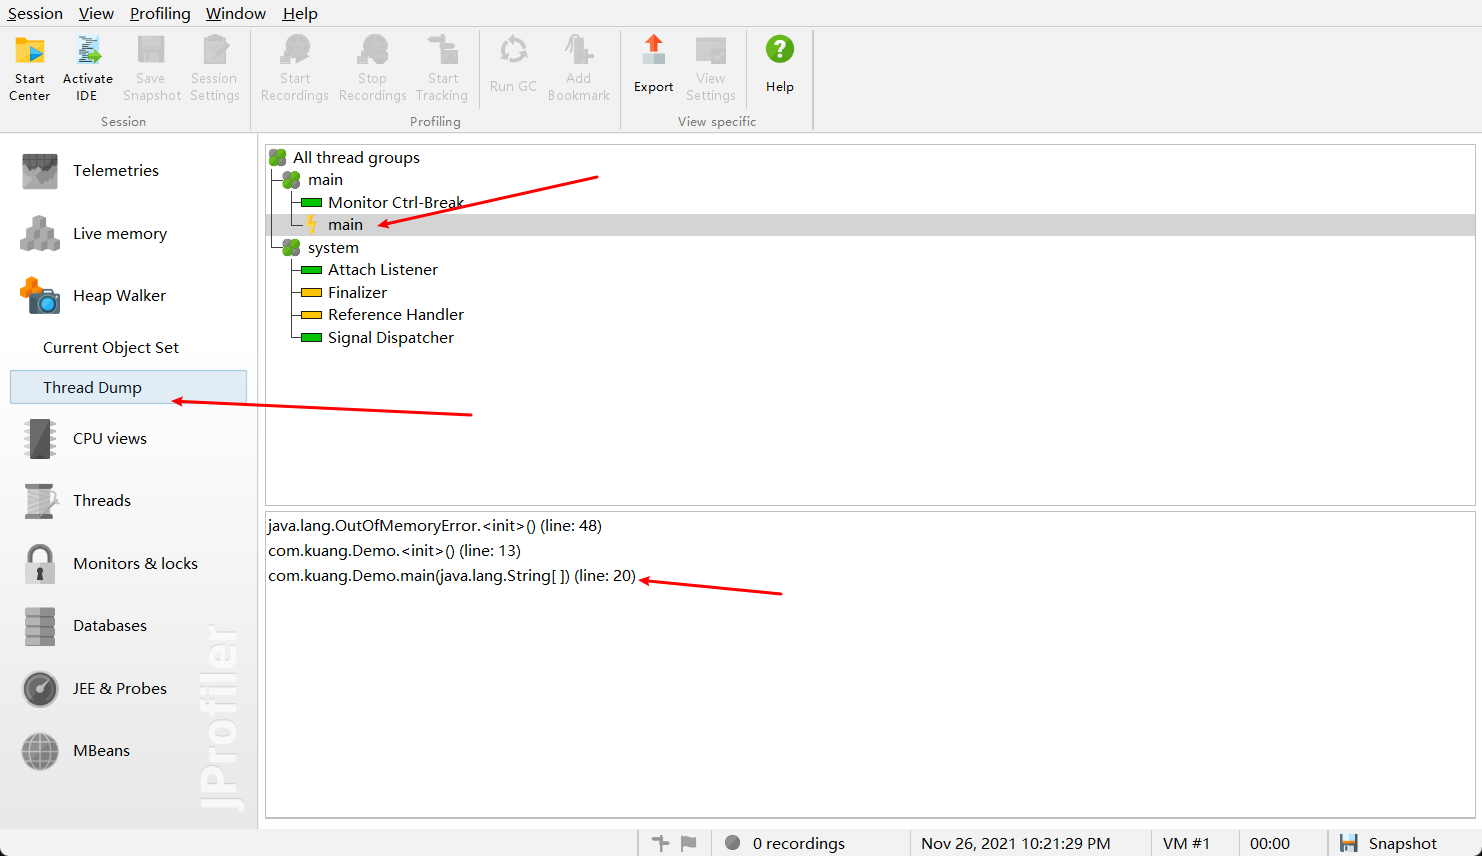 Session View Profiling Window Help
Start Center
Activate IDE
Save Snapshot
Session Settings
Start Recordings
Stop Recordings
Start Tracking
Run GC
Add Bookmark
Export
View Settings
Help
Session
Profiling
View specific
Telemetries
Live memory
Heap Walker
Current Object Set
Thread Dump
CPU views
Threads
Monitors & locks
Databases
JEE & Probes
MBeans
JProfiler
All thread groups
main
Monitor Ctrl-Break
main
system
Attach Listener
Finalizer
Reference Handler
Signal Dispatcher
java.lang.OutOfMemoryError.<init>() (line: 48)
com.kuang.Demo.<init>() (line: 13)
com.kuang.Demo.main(java.lang.String[ ]) (line: 20)
0 recordings
Nov 26, 2021 10:21:29 PM
VM #1
00:00
Snapshot